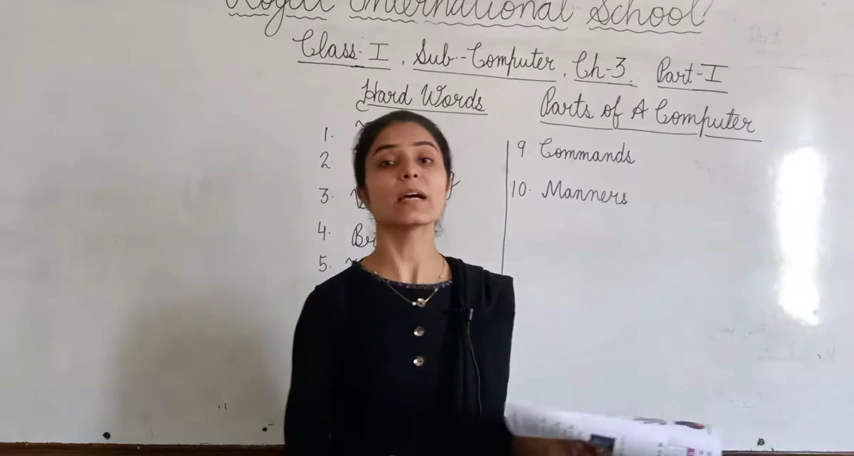 International School
Class-I, Sub-Computer, Ch-3. Part-I
Hard Words
Parts of A Computer
1.
2
3.
4.
5.
9 Commands
10. Manners